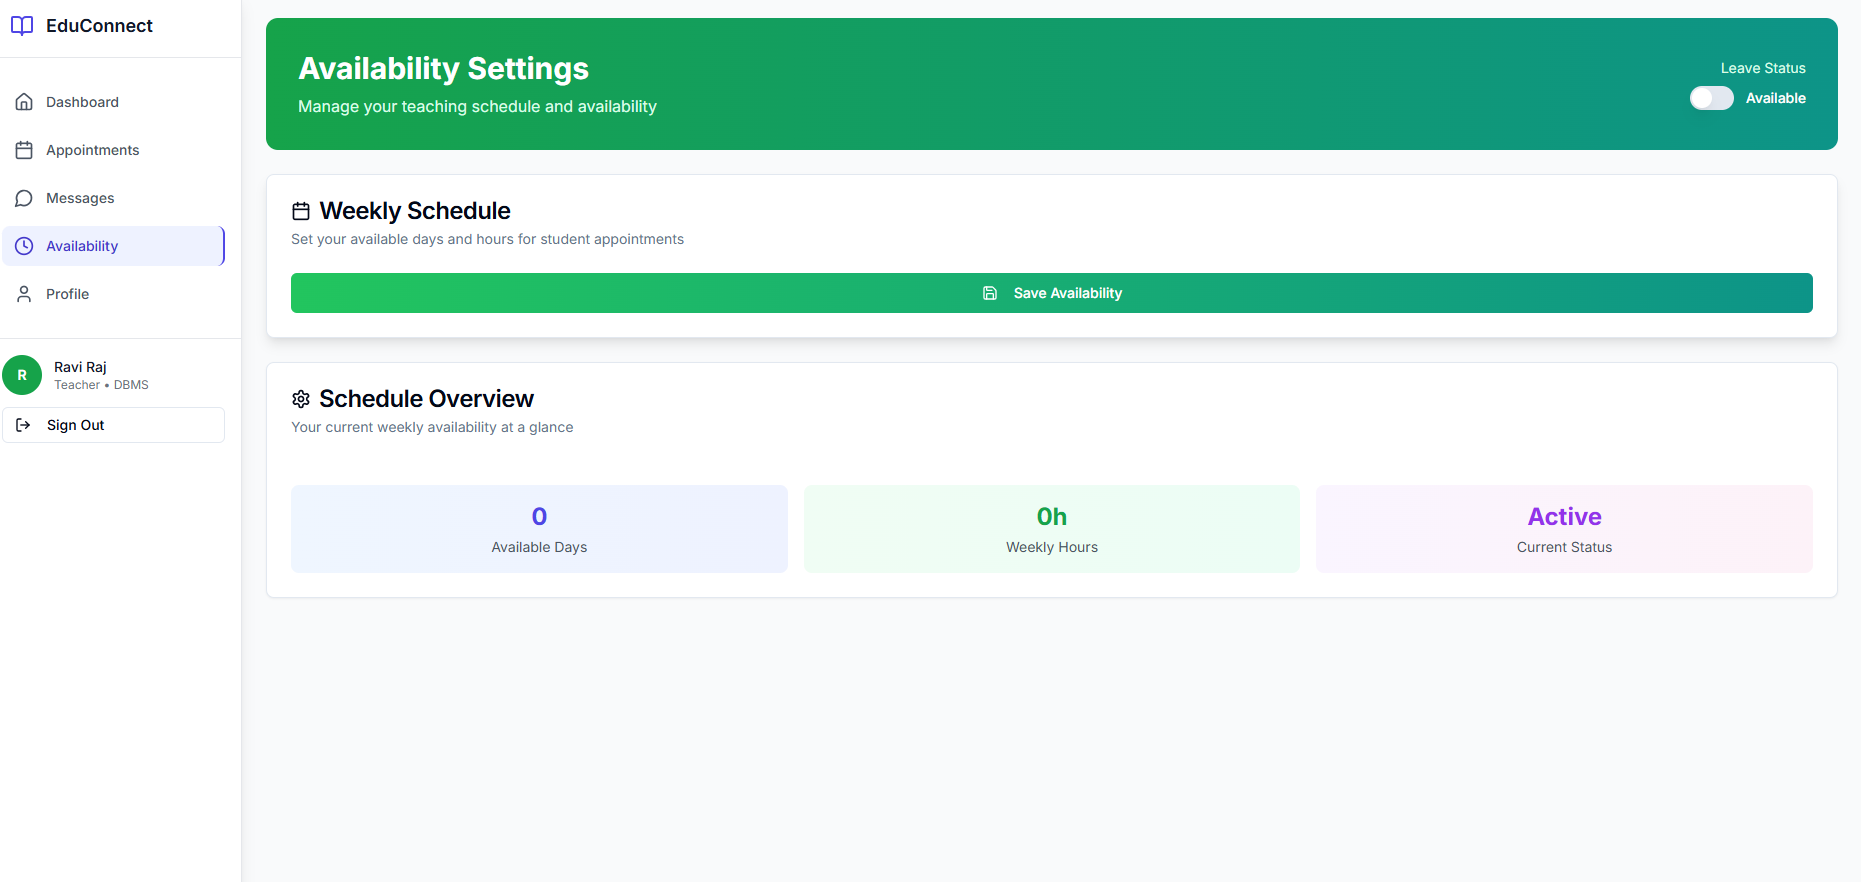 EduConnect
Dashboard
Appointments
Messages
Availability
Profile
R
Ravi Raj
Teacher • DBMS
Sign Out
Availability Settings
Manage your teaching schedule and availability
Leave Status
Available
Weekly Schedule
Set your available days and hours for student appointments
Save Availability
Schedule Overview
Your current weekly availability at a glance
0
Available Days
0h
Weekly Hours
Active
Current Status